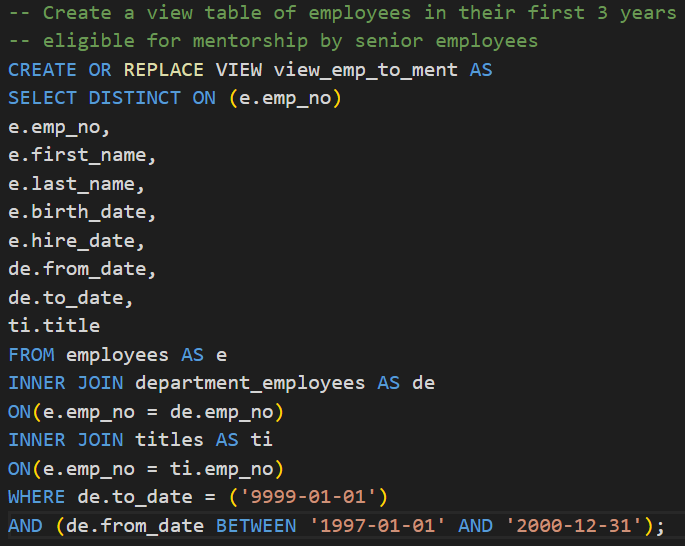 -- Create a view table of employees in their first 3 years
-- eligible for mentorship by senior employees
CREATE OR REPLACE VIEW view_emp_to_ment AS
SELECT DISTINCT ON (e.emp_no)
e.emp_no,
e.first_name,
e.last_name,
e.birth_date,
e.hire_date,
de.from_date,
de.to_date,
ti.title
FROM employees AS e
INNER JOIN department_employees AS de
ON(e.emp_no = de.emp_no)
INNER JOIN titles AS ti
ON(e.emp_no = ti.emp_no)
WHERE de.to_date = ('9999-01-01')
AND (de.from_date BETWEEN '1997-01-01' AND '2000-12-31');